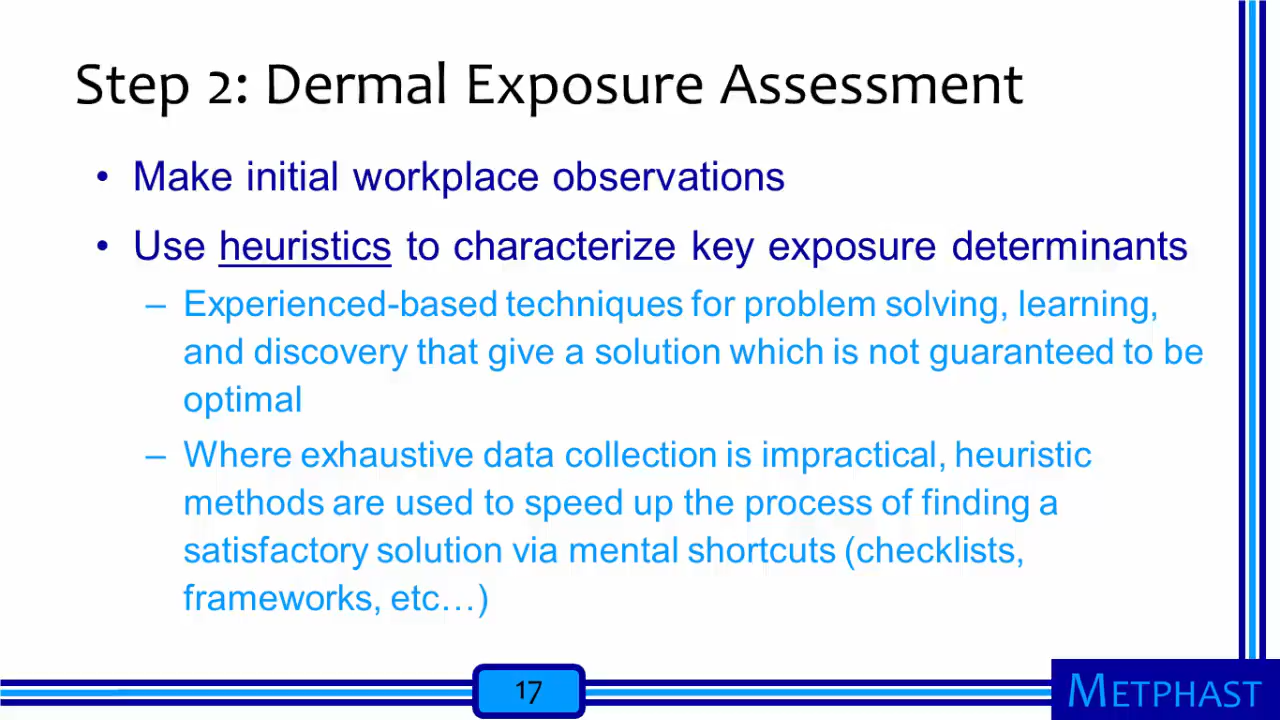 Step 2: Dermal Exposure Assessment
• Make initial workplace observations
• Use heuristics to characterize key exposure determinants
– Experienced-based techniques for problem solving, learning,
and discovery that give a solution which is not guaranteed to be
optimal
– Where exhaustive data collection is impractical, heuristic
methods are used to speed up the process of finding a
satisfactory solution via mental shortcuts (checklists,
frameworks, etc…)
17
METPHAST